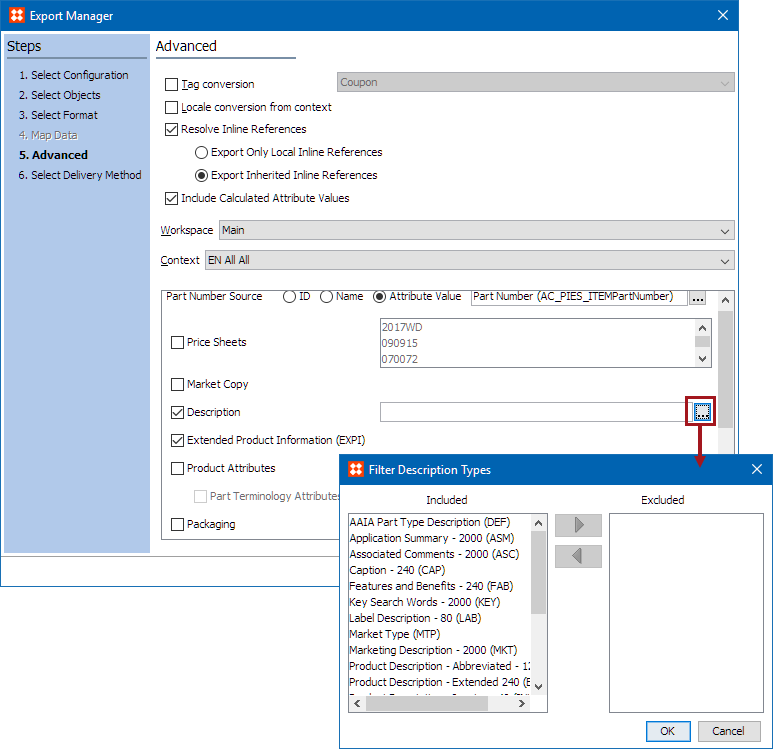 Export Manager
Steps
1. Select Configuration
2. Select Objects
3. Select Format
4. Map Data
5. Advanced
6. Select Delivery Method
Advanced
Tag conversion
Coupon
Locale conversion from context
Resolve Inline References
Export Only Local Inline References
Export Inherited Inline References
Include Calculated Attribute Values
Workspace Main
Context EN All All
Part Number Source ID Name Attribute Value Part Number (AC_PIES_ITEMPartNumber) ...
Price Sheets
2017WD
090915
070072
Market Copy
Description ...
Extended Product Information (EXPI)
Product Attributes
Part Terminology Attributes
Packaging
Filter Description Types
Included
Excluded
AAIA Part Type Description (DEF)
Application Summary - 2000 (ASM)
Associated Comments - 2000 (ASC)
Caption - 240 (CAP)
Features and Benefits - 240 (FAB)
Key Search Words - 2000 (KEY)
Label Description - 80 (LAB)
Market Type (MTP)
Marketing Description - 2000 (MKT)
Product Description - Abbreviated - 12
Product Description - Extended 240 (E
OK Cancel